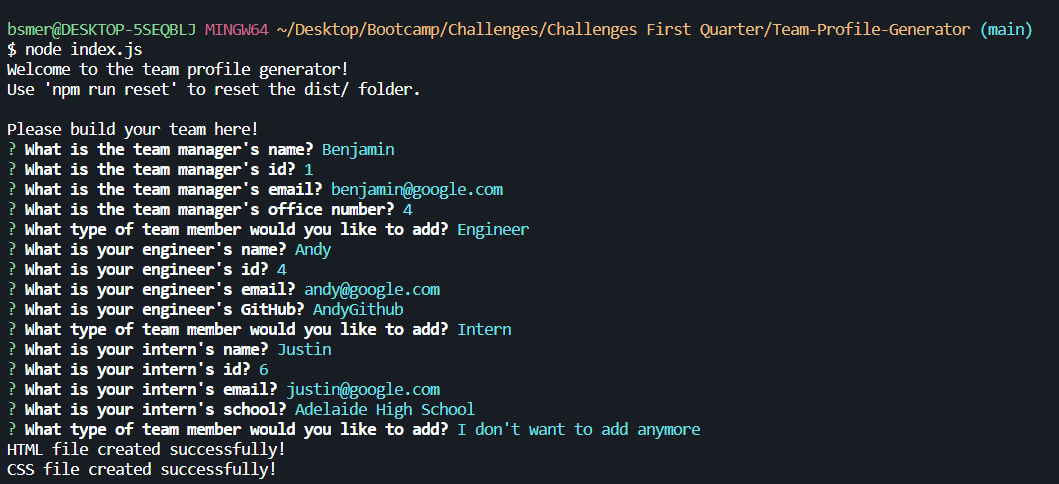 bsmer@DESKTOP-5SEQBLJ MINGW64 ~/Desktop/Bootcamp/Challenges/Challenges First Quarter/Team-Profile-Generator (main)
$ node index.js
Welcome to the team profile generator!
Use 'npm run reset' to reset the dist/ folder.
Please build your team here!
? What is the team manager's name? Benjamin
? What is the team manager's id? 1
? What is the team manager's email? benjamin@google.com
? What is the team manager's office number? 4
? What type of team member would you like to add? Engineer
? What is your engineer's name? Andy
? What is your engineer's id? 4
? What is your engineer's email? andy@google.com
? What is your engineer's GitHub? AndyGithub
? What type of team member would you like to add? Intern
? What is your intern's name? Justin
? What is your intern's id? 6
? What is your intern's email? justin@google.com
? What is your intern's school? Adelaide High School
? What type of team member would you like to add? I don't want to add anymore
HTML file created successfully!
CSS file created successfully!